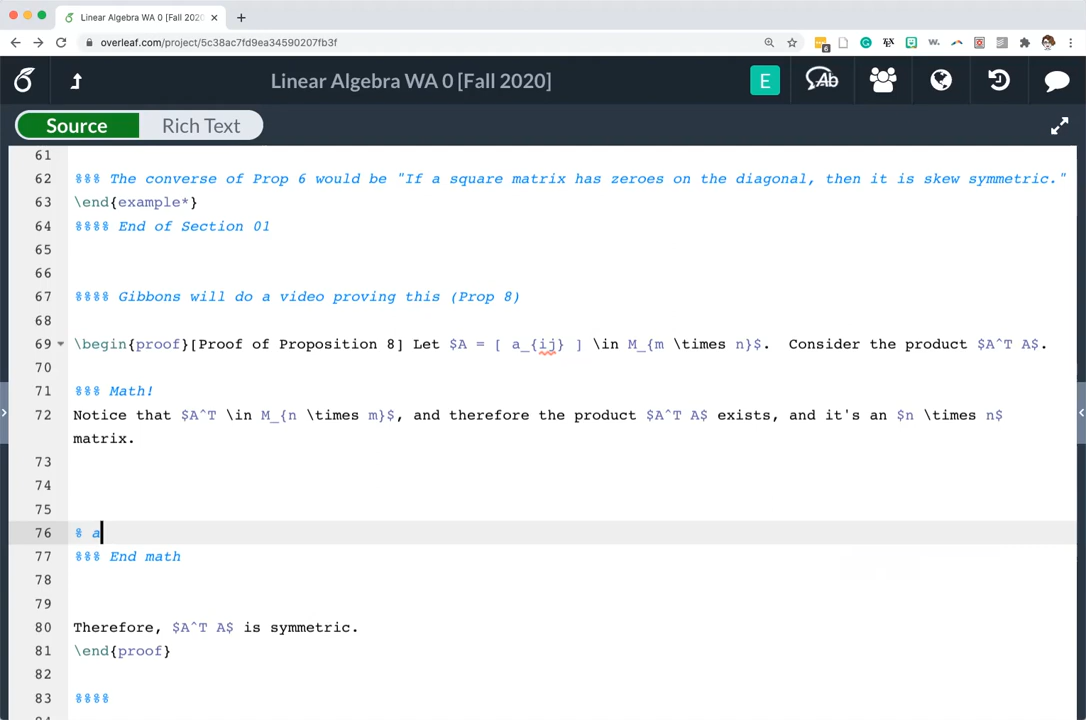 Linear Algebra WA 0 [Fall 202
overleaf.com/project/5c38ac7fd9ea34590207fb3f
6
w.
Linear Algebra WA 0 [Fall 2020]
E
Ab
Source
Rich Text
61
62 %%% The converse of Prop 6 would be "If a square matrix has zeroes on the diagonal, then it is skew symmetric."
63 \end{example*}
64 %%%% End of Section 01
65
66
67 %%%% Gibbons will do a video proving this (Prop 8)
68
69 \begin{proof}[Proof of Proposition 8] Let $A = [ a_{ij} ] \in M_{m \times n}$.  Consider the product $A^T A$.
70
71 %%% Math!
72 Notice that $A^T \in M_{n \times m}$, and therefore the product $A^T A$ exists, and it's an $n \times n$
matrix.
73
74
75
76 % a
77 %%% End math
78
79
80 Therefore, $A^T A$ is symmetric.
81 \end{proof}
82
83 %%%%
84